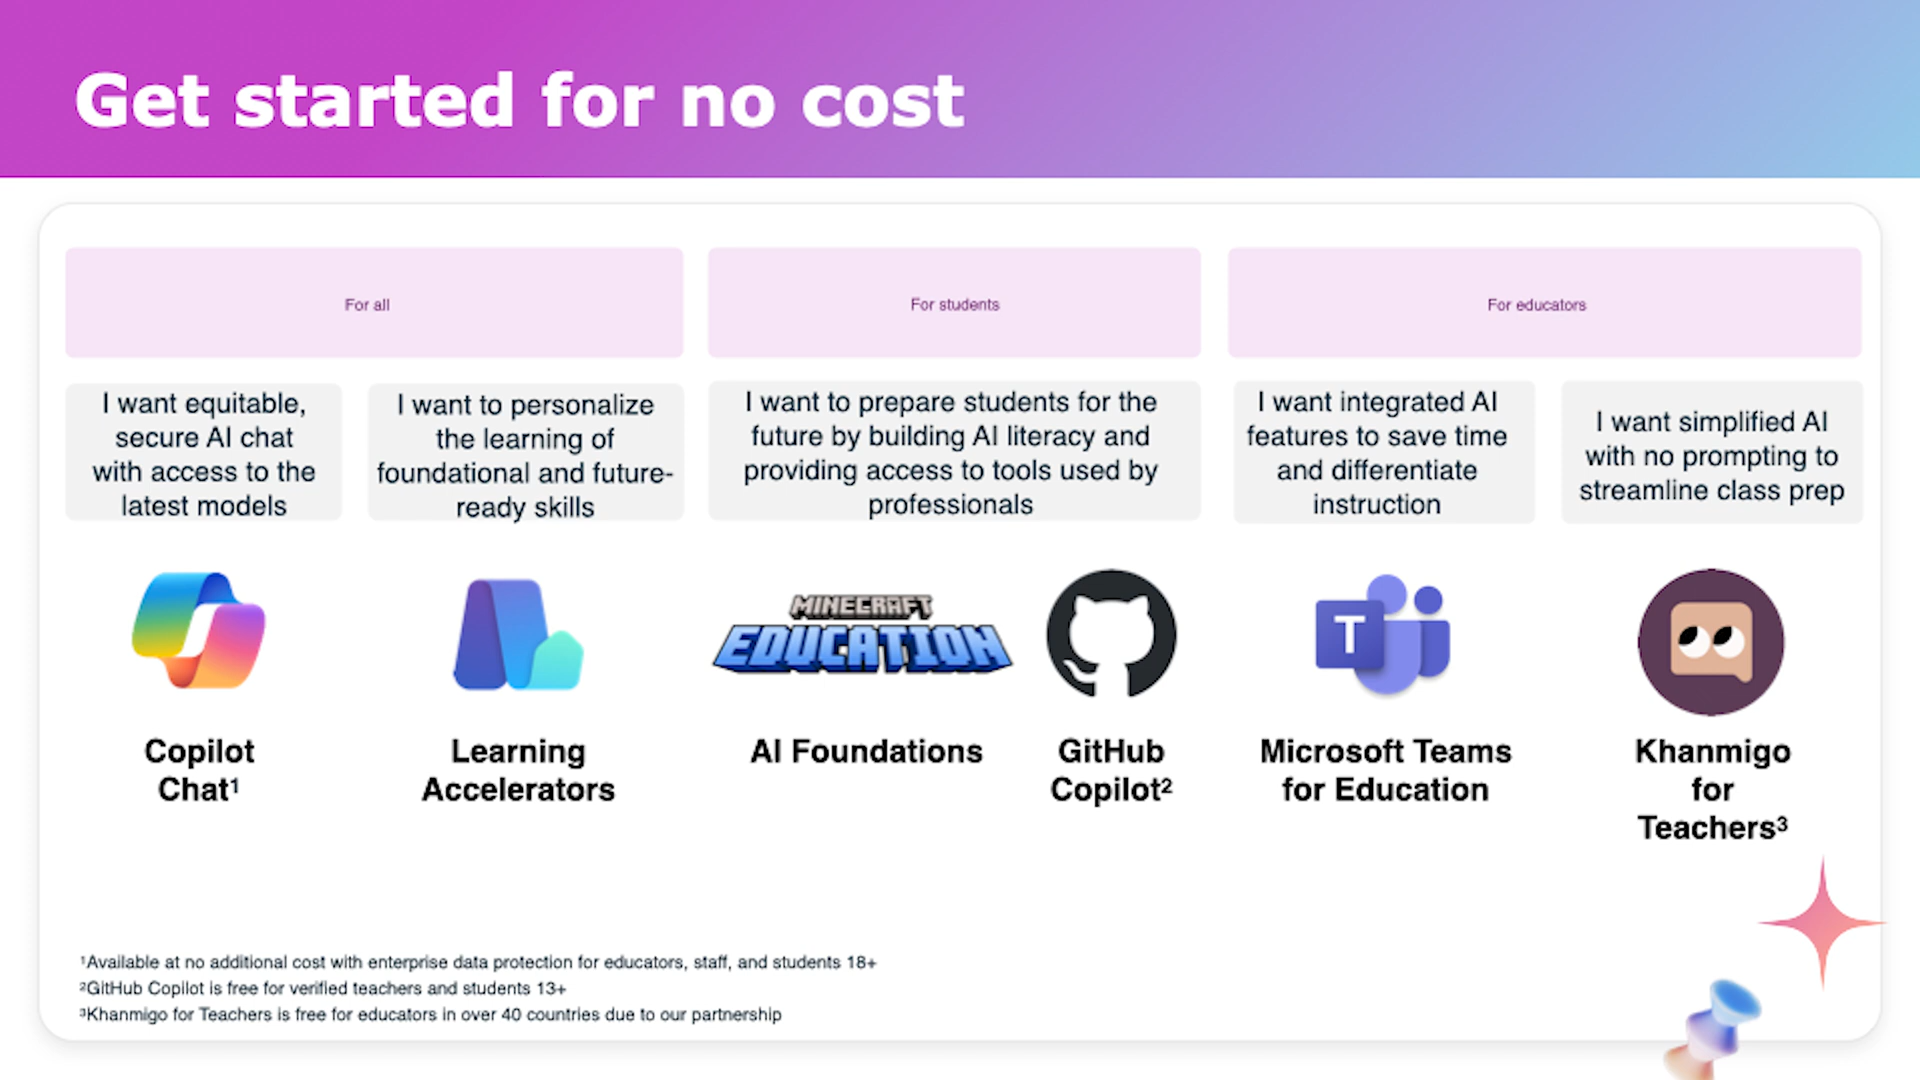 Get started for no cost
For all
For students
For educators
I want equitable,
secure AI chat
with access to the
latest models
I want to personalize
the learning of
foundational and future-
ready skills
I want to prepare students for the
future by building AI literacy and
providing access to tools used by
professionals
I want integrated AI
features to save time
and differentiate
instruction
I want simplified AI
with no prompting to
streamline class prep
MINECRAFT
EDUCATION
T
Copilot
Chat¹
Learning
Accelerators
AI Foundations
GitHub
Copilot²
Microsoft Teams
for Education
Khanmigo
for
Teachers³
¹Available at no additional cost with enterprise data protection for educators, staff, and students 18+
²GitHub Copilot is free for verified teachers and students 13+
³Khanmigo for Teachers is free for educators in over 40 countries due to our partnership